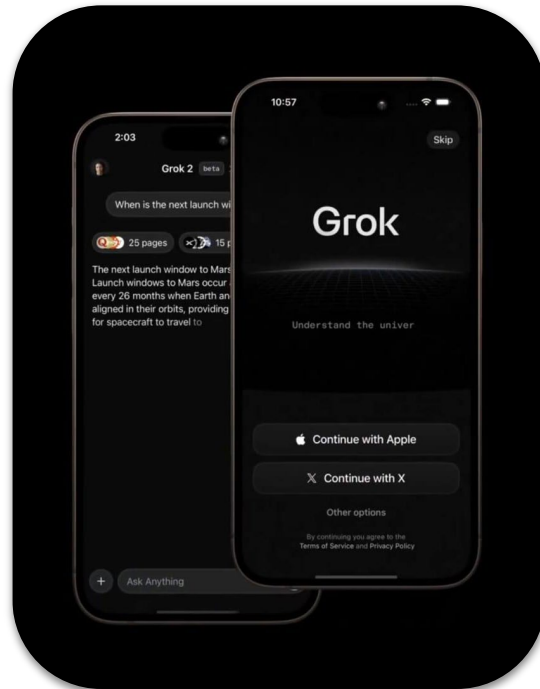 2:03
Grok 2 beta
When is the next launch wi
25 pages 15 p
The next launch window to Mars
Launch windows to Mars occur
every 26 months when Earth an
aligned in their orbits, providing
for spacecraft to travel to
Ask Anything
10:57
Skip
Grok
Understand the univer
Continue with Apple
Continue with X
Other options
By continuing you agree to the
Terms of Service and Privacy Policy